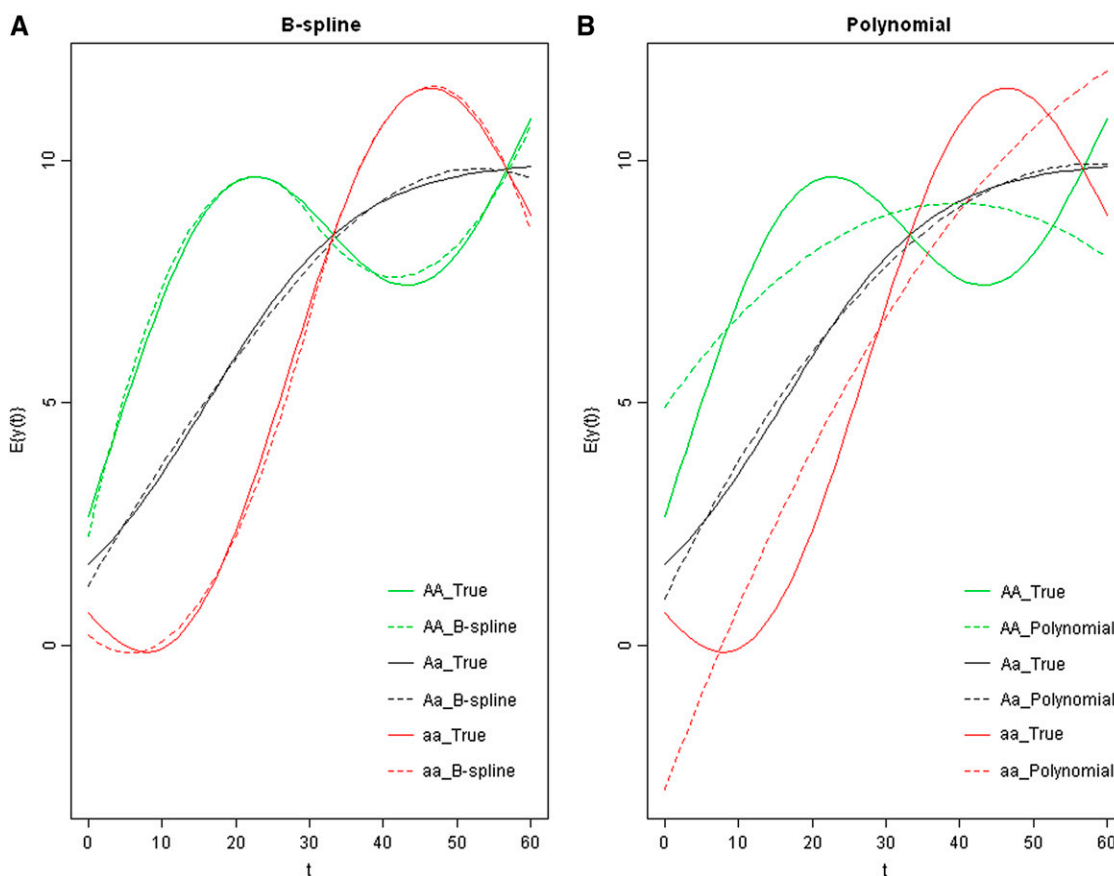 A
B-spline
E{y(t)}
10
5
0
AA_True
AA_B-spline
Aa_True
Aa_B-spline
aa_True
aa_B-spline
0 10 20 30 40 50 60
t
B
Polynomial
E{y(t)}
10
5
0
AA_True
AA_Polynomial
Aa_True
Aa_Polynomial
aa_True
aa_Polynomial
0 10 20 30 40 50 60
t